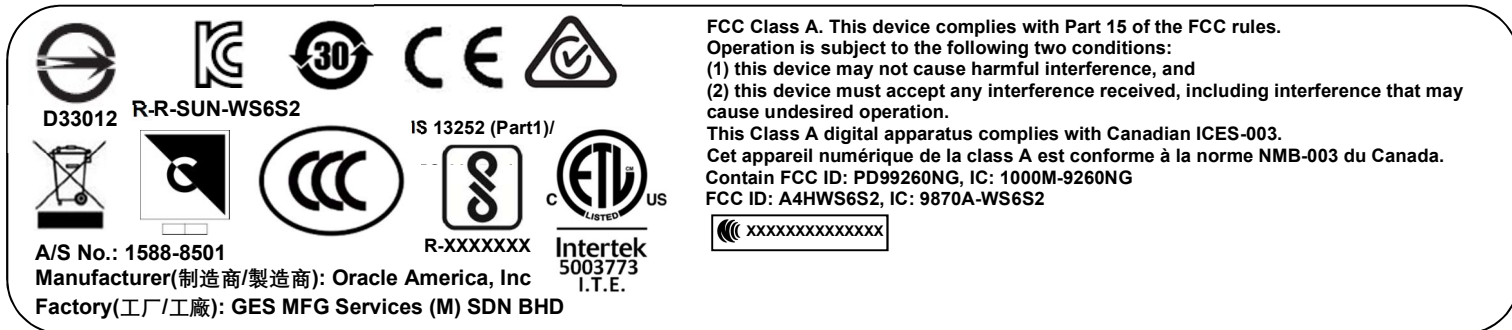 30
CE
D33012
R-R-SUN-WS6S2
C
CCC
IS 13252 (Part1)/
R-XXXXXXX
ETL
CM
C
US
LISTED
Intertek
5003773
I.T.E.
A/S No.: 1588-8501
Manufacturer(制造商/製造商): Oracle America, Inc
Factory(工厂/工廠): GES MFG Services (M) SDN BHD
FCC Class A. This device complies with Part 15 of the FCC rules.
Operation is subject to the following two conditions:
(1) this device may not cause harmful interference, and
(2) this device must accept any interference received, including interference that may
cause undesired operation.
This Class A digital apparatus complies with Canadian ICES-003.
Cet appareil numérique de la class A est conforme à la norme NMB-003 du Canada.
Contain FCC ID: PD99260NG, IC: 1000M-9260NG
FCC ID: A4HWS6S2, IC: 9870A-WS6S2
XXXXXXXXXXXXXX